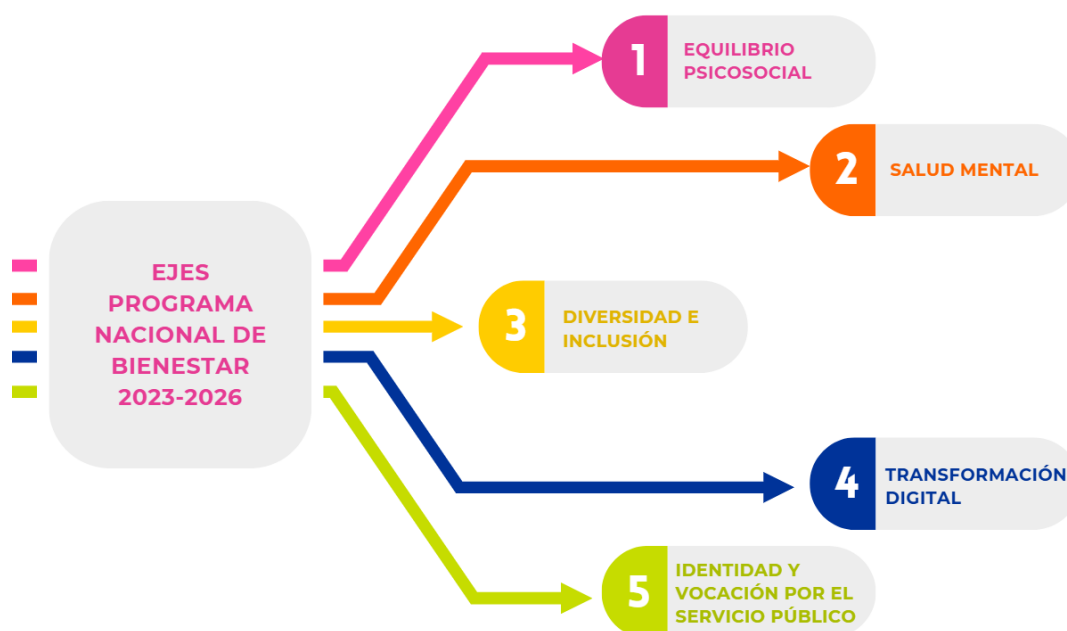 EJES
PROGRAMA
NACIONAL DE
BIENESTAR
2023-2026
1
EQUILIBRIO
PSICOSOCIAL
2
SALUD MENTAL
3
DIVERSIDAD E
INCLUSIÓN
4
TRANSFORMACIÓN
DIGITAL
5
IDENTIDAD Y
VOCACIÓN POR EL
SERVICIO PÚBLICO